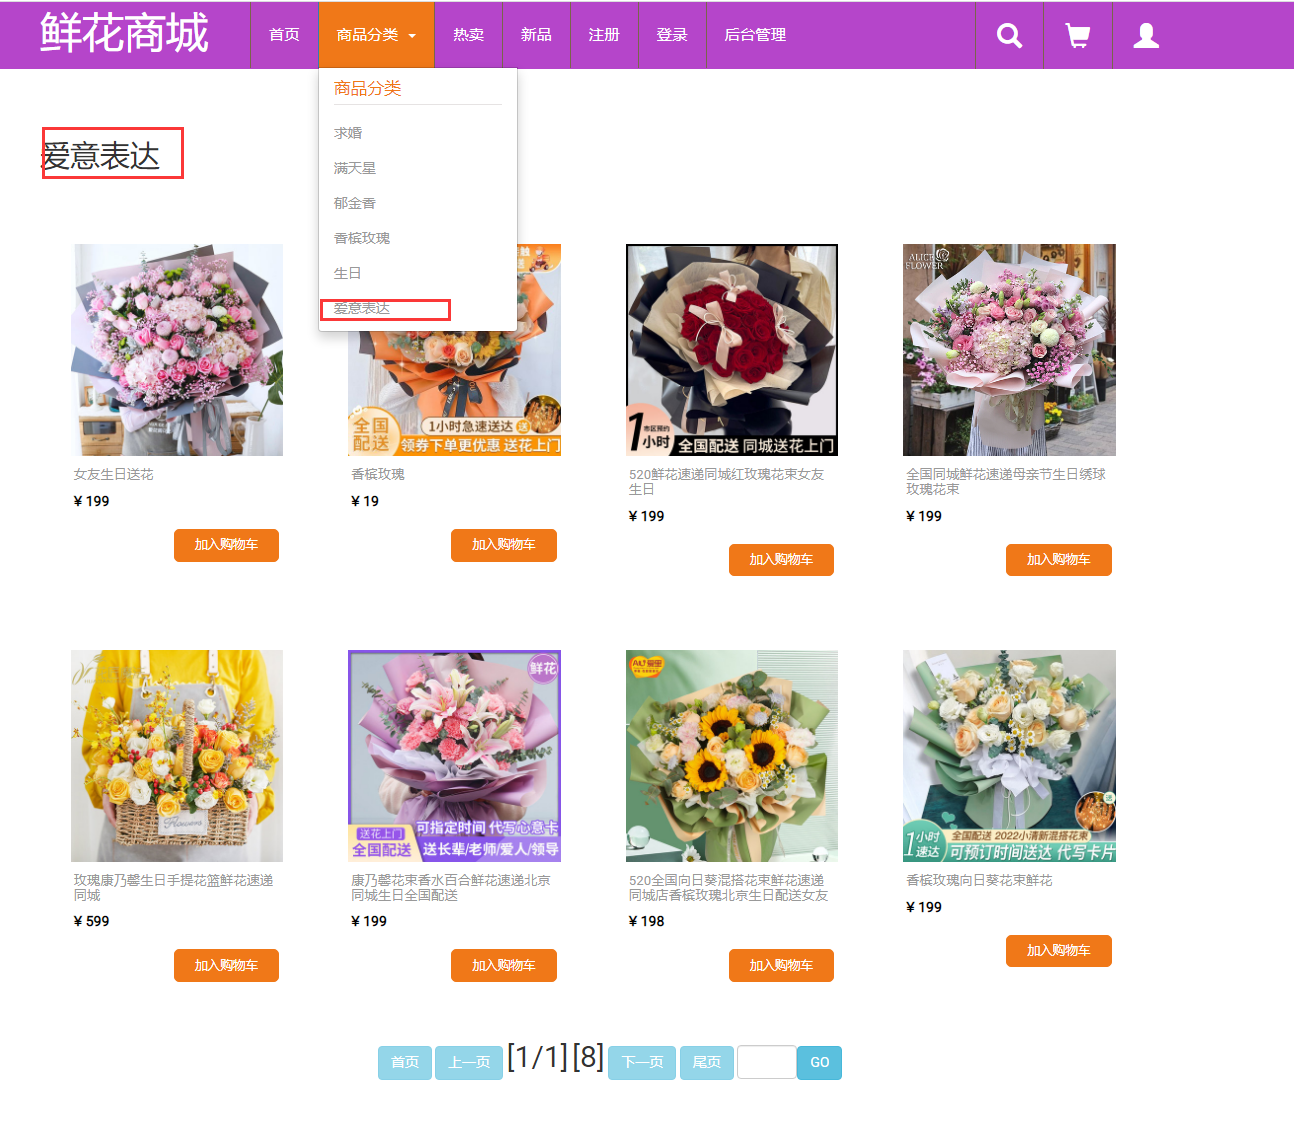 鲜花商城
首页
商品分类
热卖
新品
注册
登录
后台管理
商品分类
求婚
满天星
郁金香
香槟玫瑰
生日
爱意表达
爱意表达
全国
配送
1小时急速送达
送
领券下单更优惠 送花上门
1
市区预约
小时
全国配送 同城送花上门
ALICE
FLOWER
女友生日送花
¥ 199
加入购物车
香槟玫瑰
¥ 19
加入购物车
520鲜花速递同城红玫瑰花束女友
生日
¥ 199
加入购物车
全国同城鲜花速递母亲节生日绣球
玫瑰花束
¥ 199
加入购物车
Flowers
鲜花
送花上门
可指定时间 代写心意卡
全国配送
送长辈/老师/爱人/领导
1小时
速达
全国配送 2022小清新混搭花束
可预订时间送达 代写卡片
玫瑰康乃馨生日手提花篮鲜花速递
同城
¥ 599
加入购物车
康乃馨花束香水百合鲜花速递北京
同城生日全国配送
¥ 199
加入购物车
520全国向日葵混搭花束鲜花速递
同城店香槟玫瑰北京生日配送女友
¥ 198
加入购物车
香槟玫瑰向日葵花束鲜花
¥ 199
加入购物车
首页
上一页
[1/1]
[8]
下一页
尾页
GO